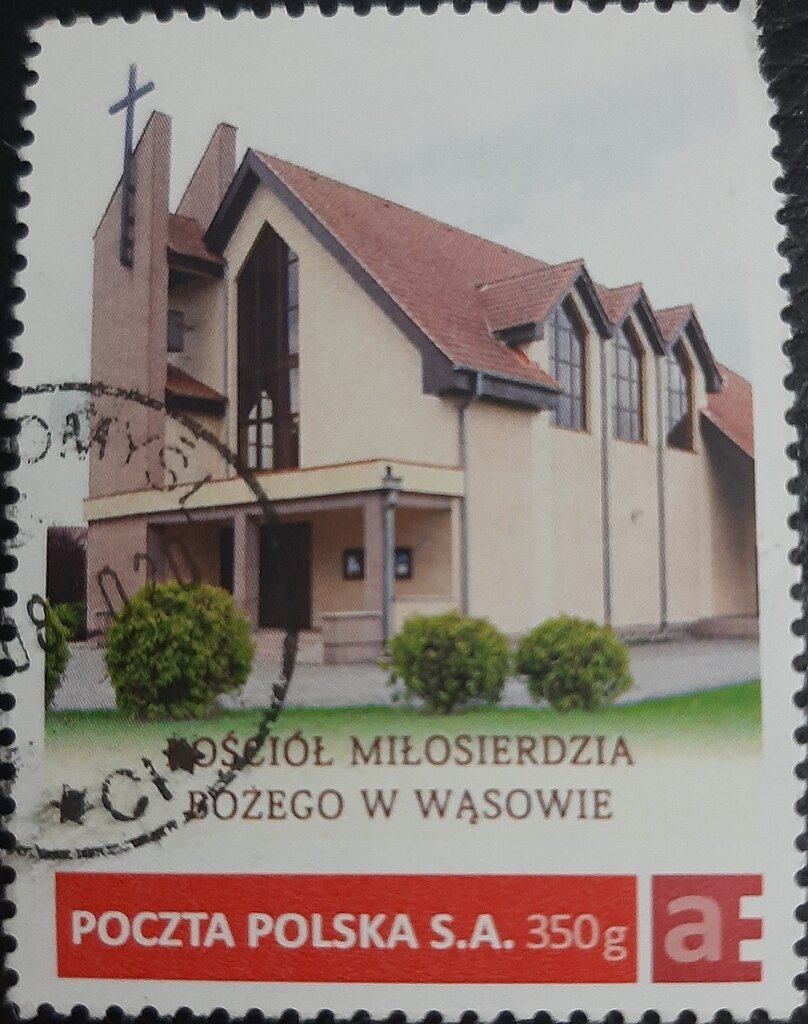 KOŚCIÓŁ MIŁOSIERDZIA
BOŻEGO W WĄSOWIE
POCZTA POLSKA S.A. 350g
a